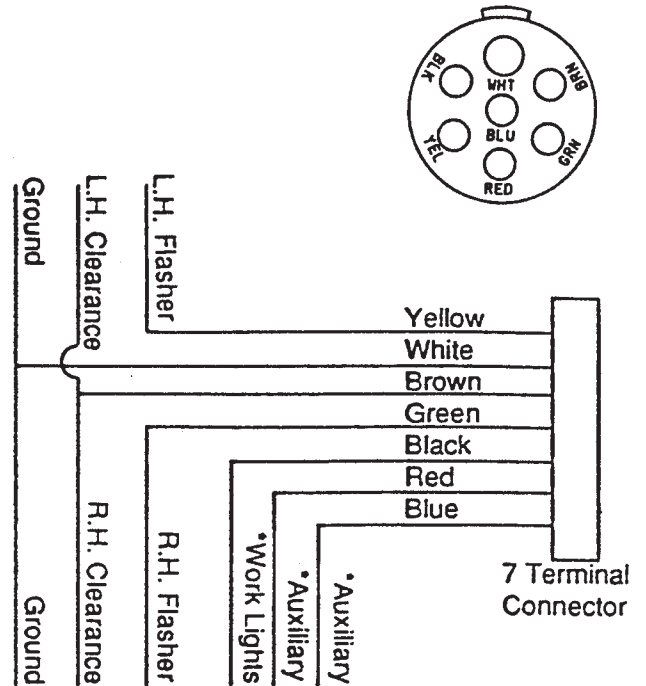 BLK
WHT
BRN
BLU
YEL
GRN
RED
Ground
L.H. Clearance
L.H. Flasher
Yellow
White
Brown
Green
Black
Red
Blue
7 Terminal
Connector
Ground
R.H. Clearance
R.H. Flasher
*Work Lights
*Auxiliary
*Auxiliary